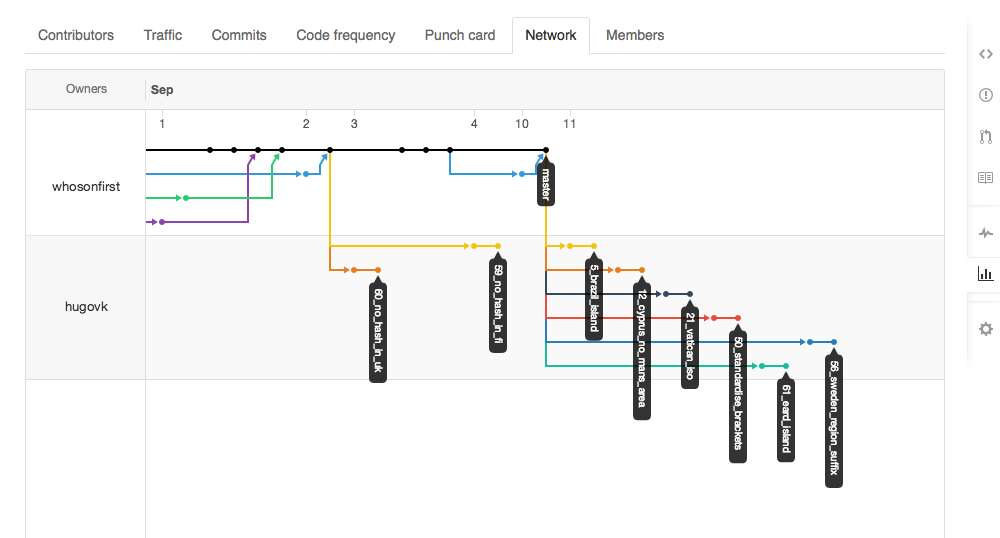 Contributors Traffic Commits Code frequency Punch card Network Members
Owners Sep
1 2 3 4 10 11
whosonfirst
master
hugovk
60_no_hash_in_uk
59_no_hash_in_fi
5_brazil_island
12_cyprus_no_mans_area
21_vatican_iso
50_standardise_brackets
61_eard_island
56_sweden_region_suffix